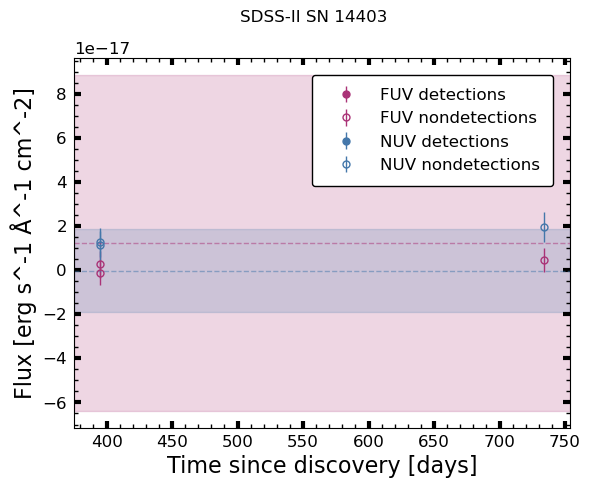 SDSS-II SN 14403
1e−17
Flux [erg s^-1 Å^-1 cm^-2]
8
6
4
2
0
−2
−4
−6
FUV detections
FUV nondetections
NUV detections
NUV nondetections
400 450 500 550 600 650 700 750
Time since discovery [days]